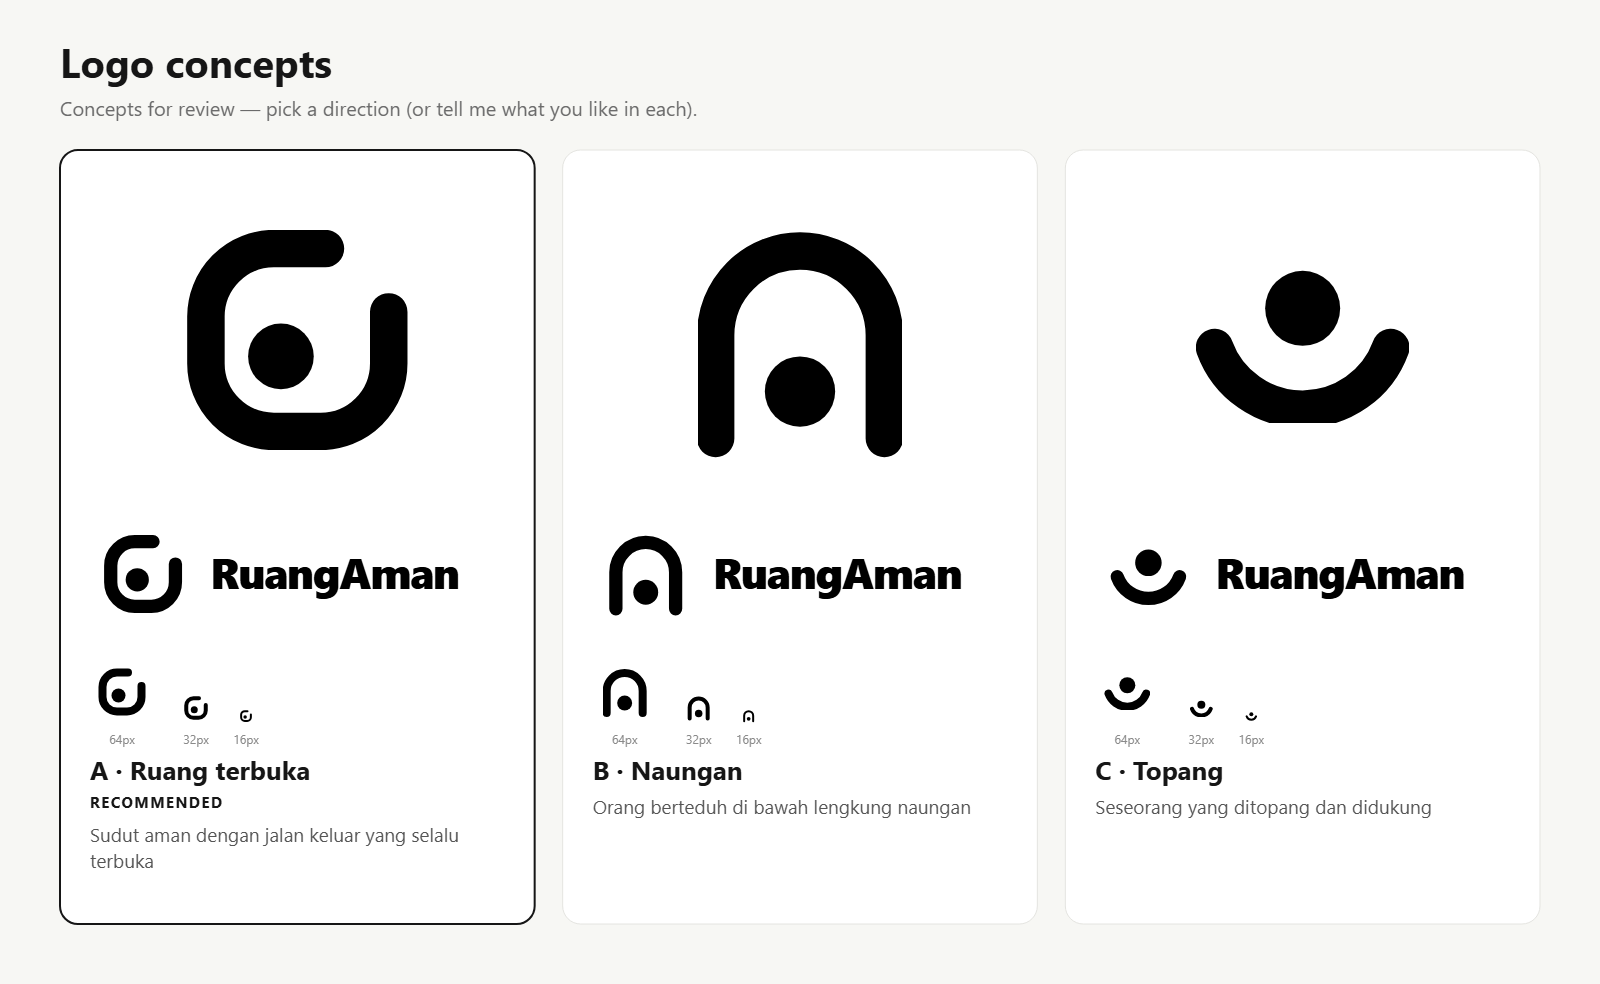 Logo concepts
Concepts for review — pick a direction (or tell me what you like in each).
RuangAman
64px 32px 16px
A · Ruang terbuka
RECOMMENDED
Sudut aman dengan jalan keluar yang selalu
terbuka
RuangAman
64px 32px 16px
B · Naungan
Orang berteduh di bawah lengkung naungan
RuangAman
64px 32px 16px
C · Topang
Seseorang yang ditopang dan didukung